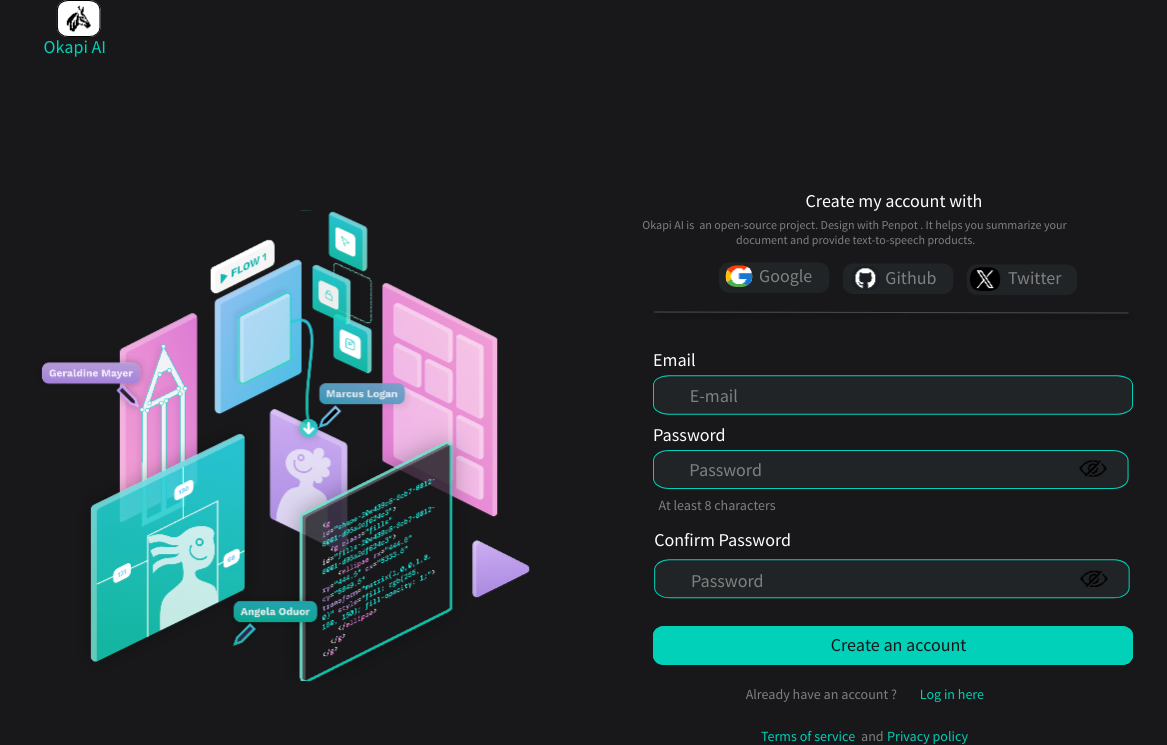 Okapi AI
Create my account with
Okapi AI is an open-source project. Design with Penpot . It helps you summarize your
document and provide text-to-speech products.
Google
Github
Twitter
Email
E-mail
Password
Password
At least 8 characters
Confirm Password
Password
Create an account
Already have an account ? Log in here
Terms of service and Privacy policy
FLOW 1
Geraldine Mayer
Marcus Logan
Angela Oduor